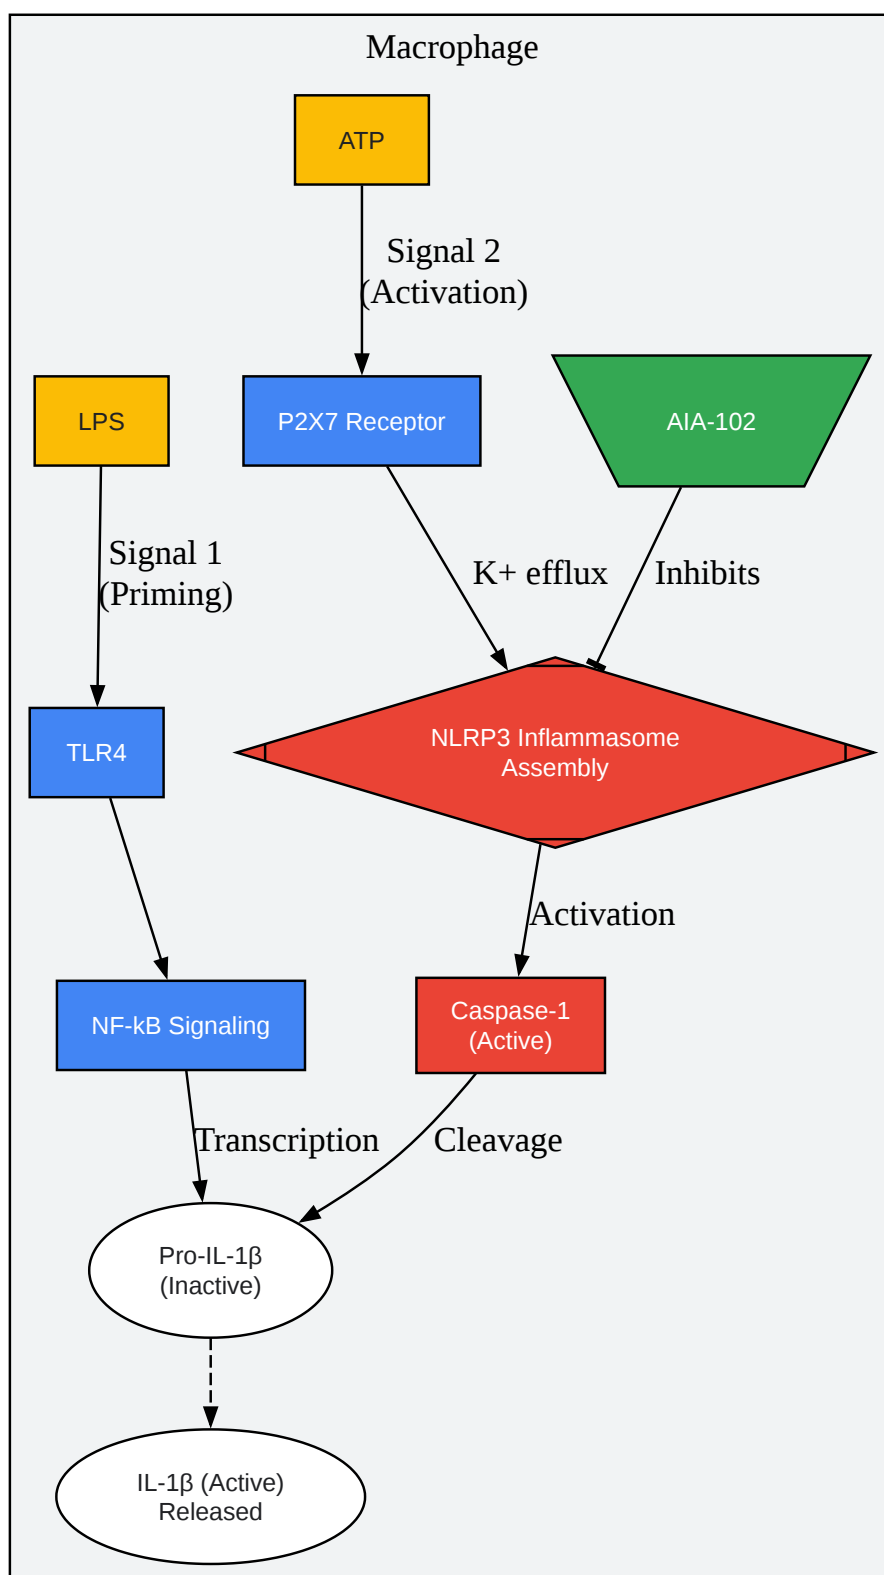 Macrophage
ATP
Signal 2
(Activation)
LPS
P2X7 Receptor
AIA-102
Signal 1
(Priming)
K+ efflux
Inhibits
TLR4
NLRP3 Inflammasome
Assembly
Activation
NF-kB Signaling
Caspase-1
(Active)
Transcription
Cleavage
Pro-IL-1β
(Inactive)
IL-1β (Active)
Released